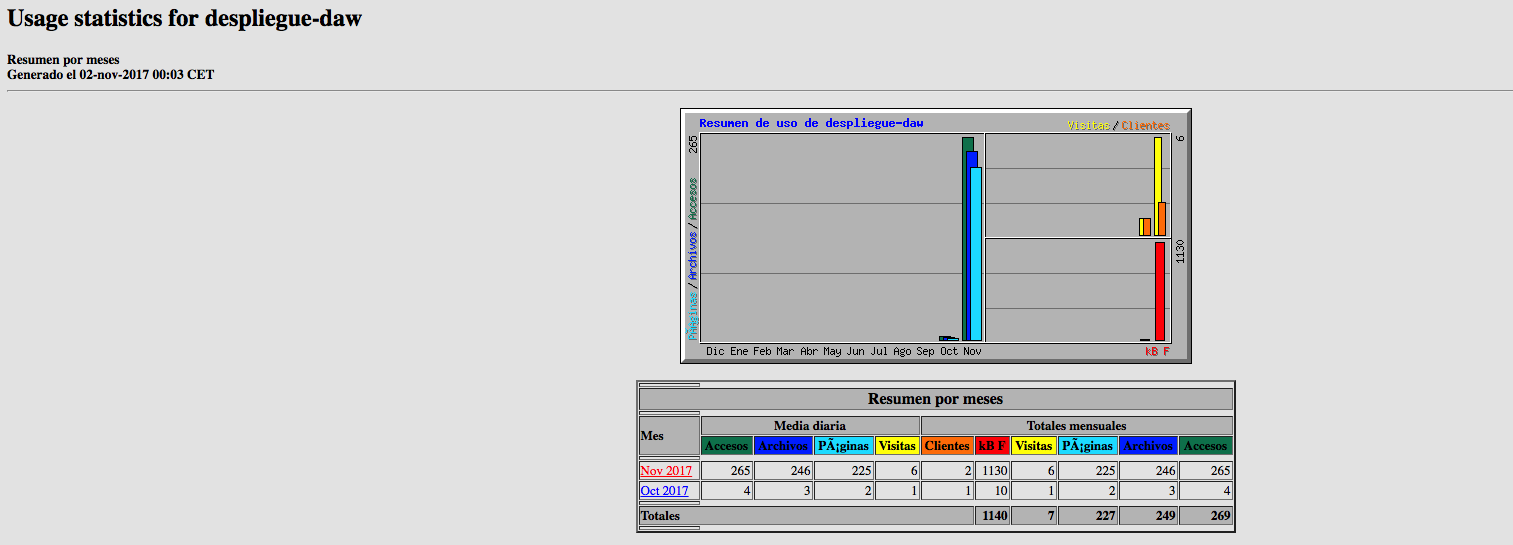 Usage statistics for despliegue-daw
Resumen por meses
Generado el 02-nov-2017 00:03 CET
Resumen de uso de despliegue-daw
Visitas/Clientes
265
6
PÃ¡ginas/Archivos/Accesos
1130
Dic Ene Feb Mar Abr May Jun Jul Ago Sep Oct Nov
kB F
Resumen por meses
Mes Media diaria Totales mensuales
Accesos Archivos PÃ¡ginas Visitas Clientes kB F Visitas PÃ¡ginas Archivos Accesos
Nov 2017 265 246 225 6 2 1130 6 225 246 265
Oct 2017 4 3 2 1 1 10 1 2 3 4
Totales 1140 7 227 249 269